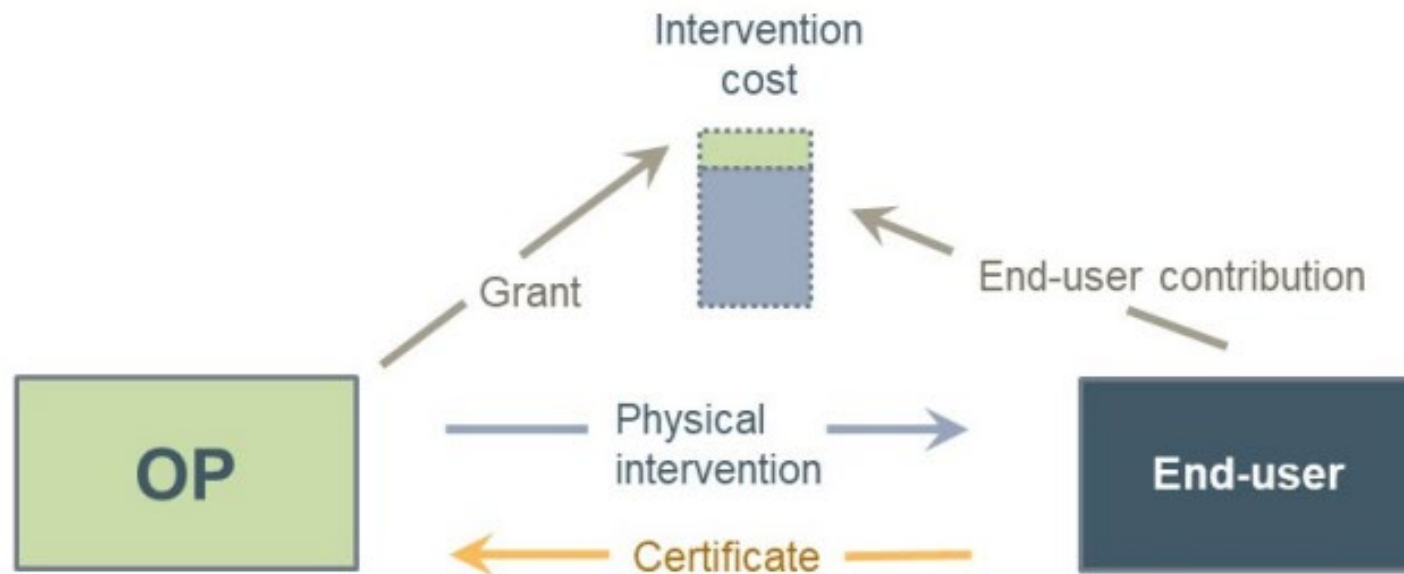 Intervention
cost
Grant
End-user contribution
OP
Physical
intervention
End-user
Certificate